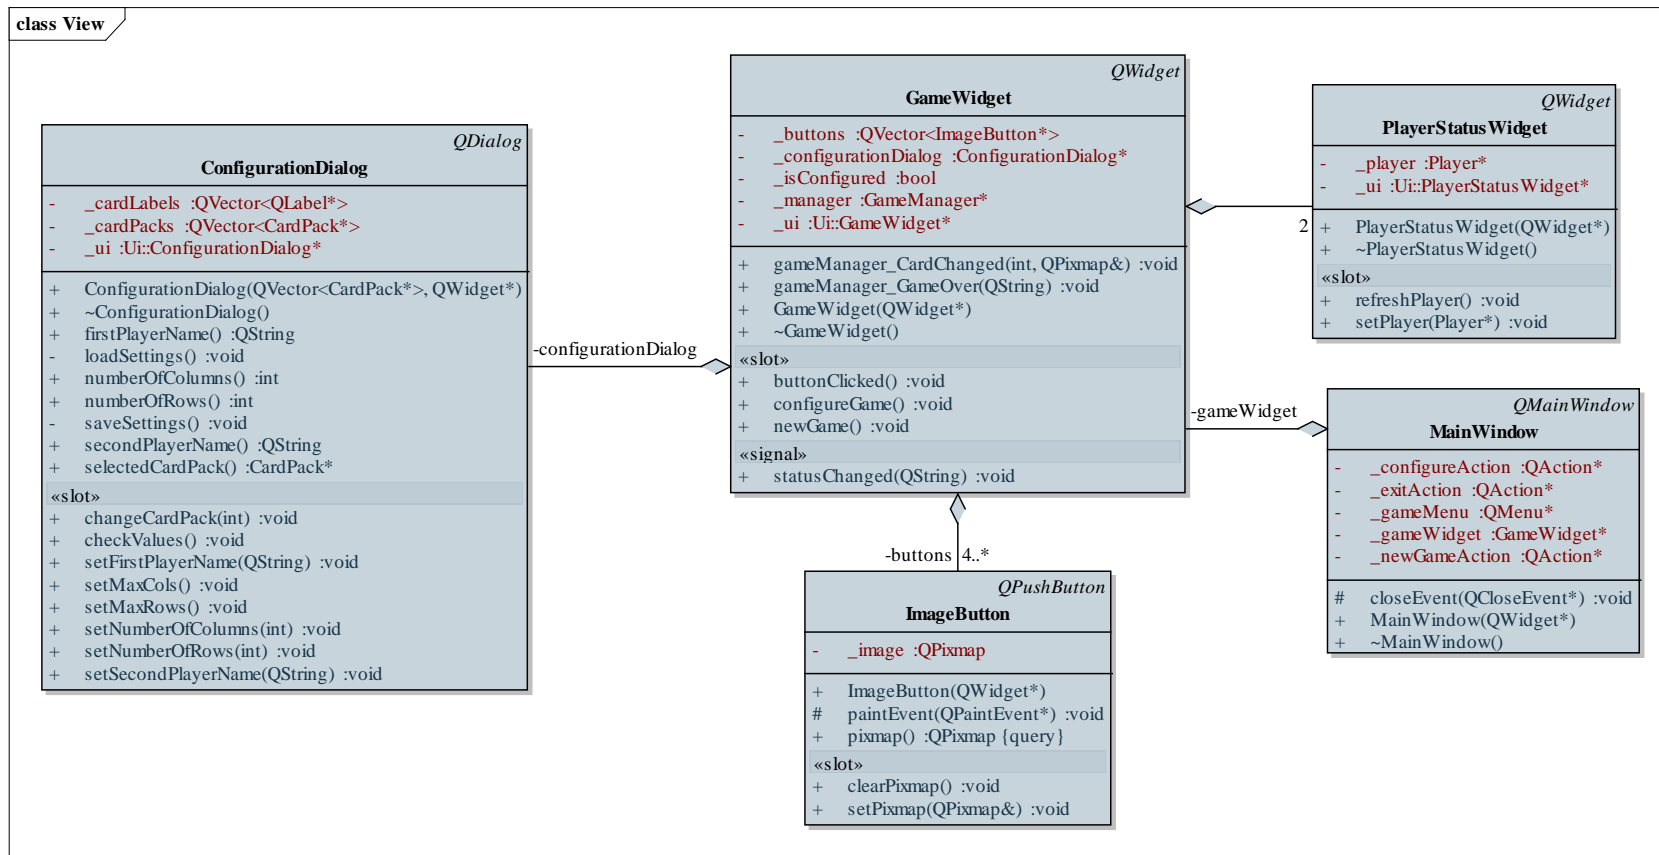 class View
QDialog
ConfigurationDialog
- _cardLabels :QVector<QLabel*>
- _cardPacks :QVector<CardPack*>
- _ui :Ui::ConfigurationDialog*
+ ConfigurationDialog(QVector<CardPack*>, QWidget*)
+ ~ConfigurationDialog()
+ firstPlayerName() :QString
- loadSettings() :void
+ numberOfColumns() :int
+ numberOfRows() :int
- saveSettings() :void
+ secondPlayerName() :QString
+ selectedCardPack() :CardPack*
«slot»
+ changeCardPack(int) :void
+ checkValues() :void
+ setFirstPlayerName(QString) :void
+ setMaxCols() :void
+ setMaxRows() :void
+ setNumberOfColumns(int) :void
+ setNumberOfRows(int) :void
+ setSecondPlayerName(QString) :void
-configurationDialog
QWidget
GameWidget
- _buttons :QVector<ImageButton*>
- _configurationDialog :ConfigurationDialog*
- _isConfigured :bool
- _manager :GameManager*
- _ui :Ui::GameWidget*
+ gameManager_CardChanged(int, QPixmap&) :void
+ gameManager_GameOver(QString) :void
+ GameWidget(QWidget*)
+ ~GameWidget()
«slot»
+ buttonClicked() :void
+ configureGame() :void
+ newGame() :void
«signal»
+ statusChanged(QString) :void
-buttons 4..*
QPushButton
ImageButton
- _image :QPixmap
+ ImageButton(QWidget*)
# paintEvent(QPaintEvent*) :void
+ pixmap() :QPixmap {query}
«slot»
+ clearPixmap() :void
+ setPixmap(QPixmap&) :void
2
QWidget
PlayerStatusWidget
- _player :Player*
- _ui :Ui::PlayerStatusWidget*
+ PlayerStatusWidget(QWidget*)
+ ~PlayerStatusWidget()
«slot»
+ refreshPlayer() :void
+ setPlayer(Player*) :void
-gameWidget
QMainWindow
MainWindow
- _configureAction :QAction*
- _exitAction :QAction*
- _gameMenu :QMenu*
- _gameWidget :GameWidget*
- _newGameAction :QAction*
# closeEvent(QCloseEvent*) :void
+ MainWindow(QWidget*)
+ ~MainWindow()